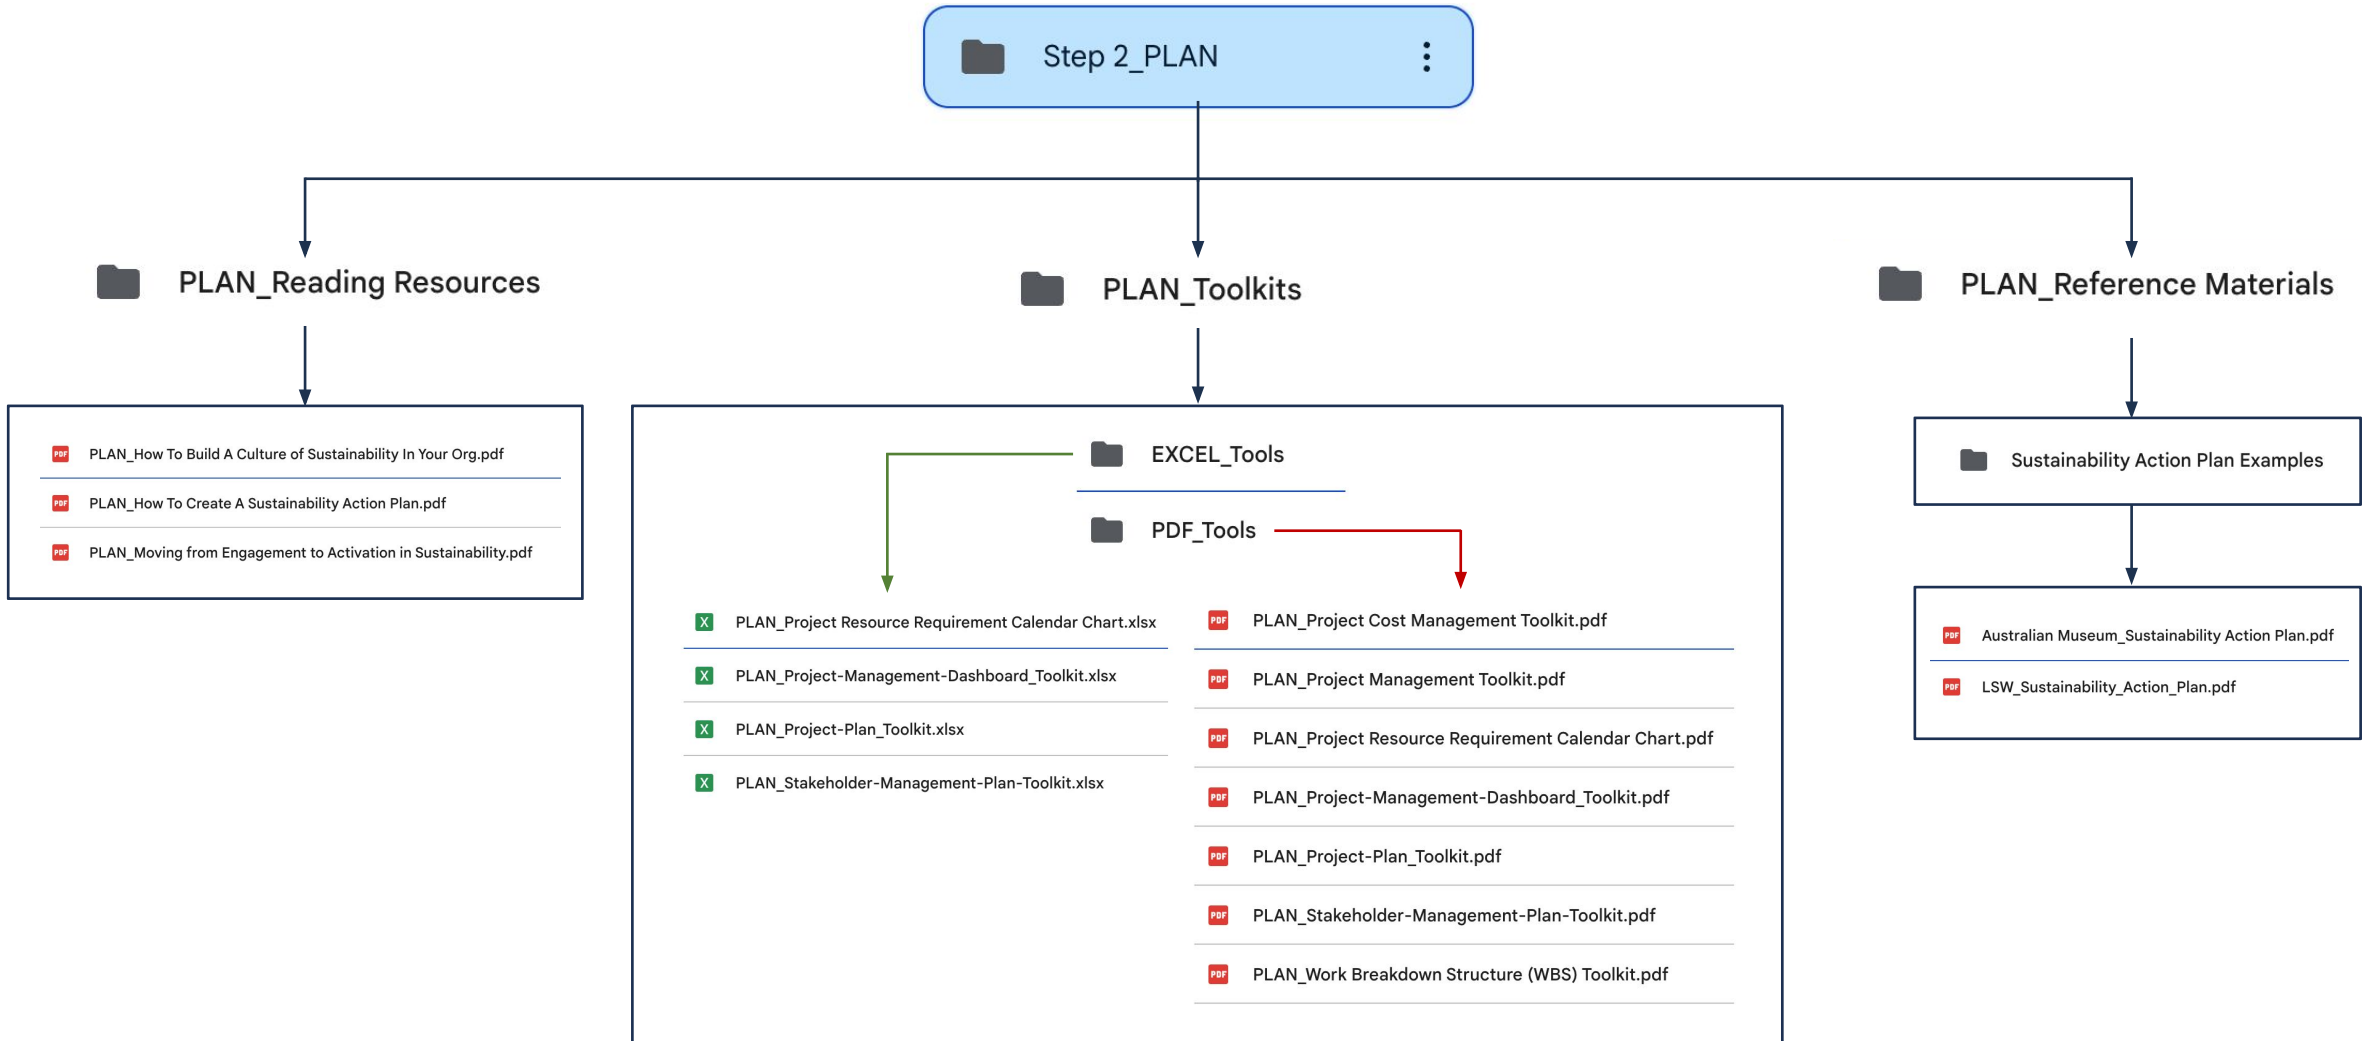 Step 2_PLAN
PLAN_Reading Resources
PLAN_Toolkits
PLAN_Reference Materials
PLAN_How To Build A Culture of Sustainability In Your Org.pdf
PLAN_How To Create A Sustainability Action Plan.pdf
PLAN_Moving from Engagement to Activation in Sustainability.pdf
EXCEL_Tools
PDF_Tools
PLAN_Project Resource Requirement Calendar Chart.xlsx
PLAN_Project-Management-Dashboard_Toolkit.xlsx
PLAN_Project-Plan_Toolkit.xlsx
PLAN_Stakeholder-Management-Plan-Toolkit.xlsx
PLAN_Project Cost Management Toolkit.pdf
PLAN_Project Management Toolkit.pdf
PLAN_Project Resource Requirement Calendar Chart.pdf
PLAN_Project-Management-Dashboard_Toolkit.pdf
PLAN_Project-Plan_Toolkit.pdf
PLAN_Stakeholder-Management-Plan-Toolkit.pdf
PLAN_Work Breakdown Structure (WBS) Toolkit.pdf
Sustainability Action Plan Examples
Australian Museum_Sustainability Action Plan.pdf
LSW_Sustainability_Action_Plan.pdf